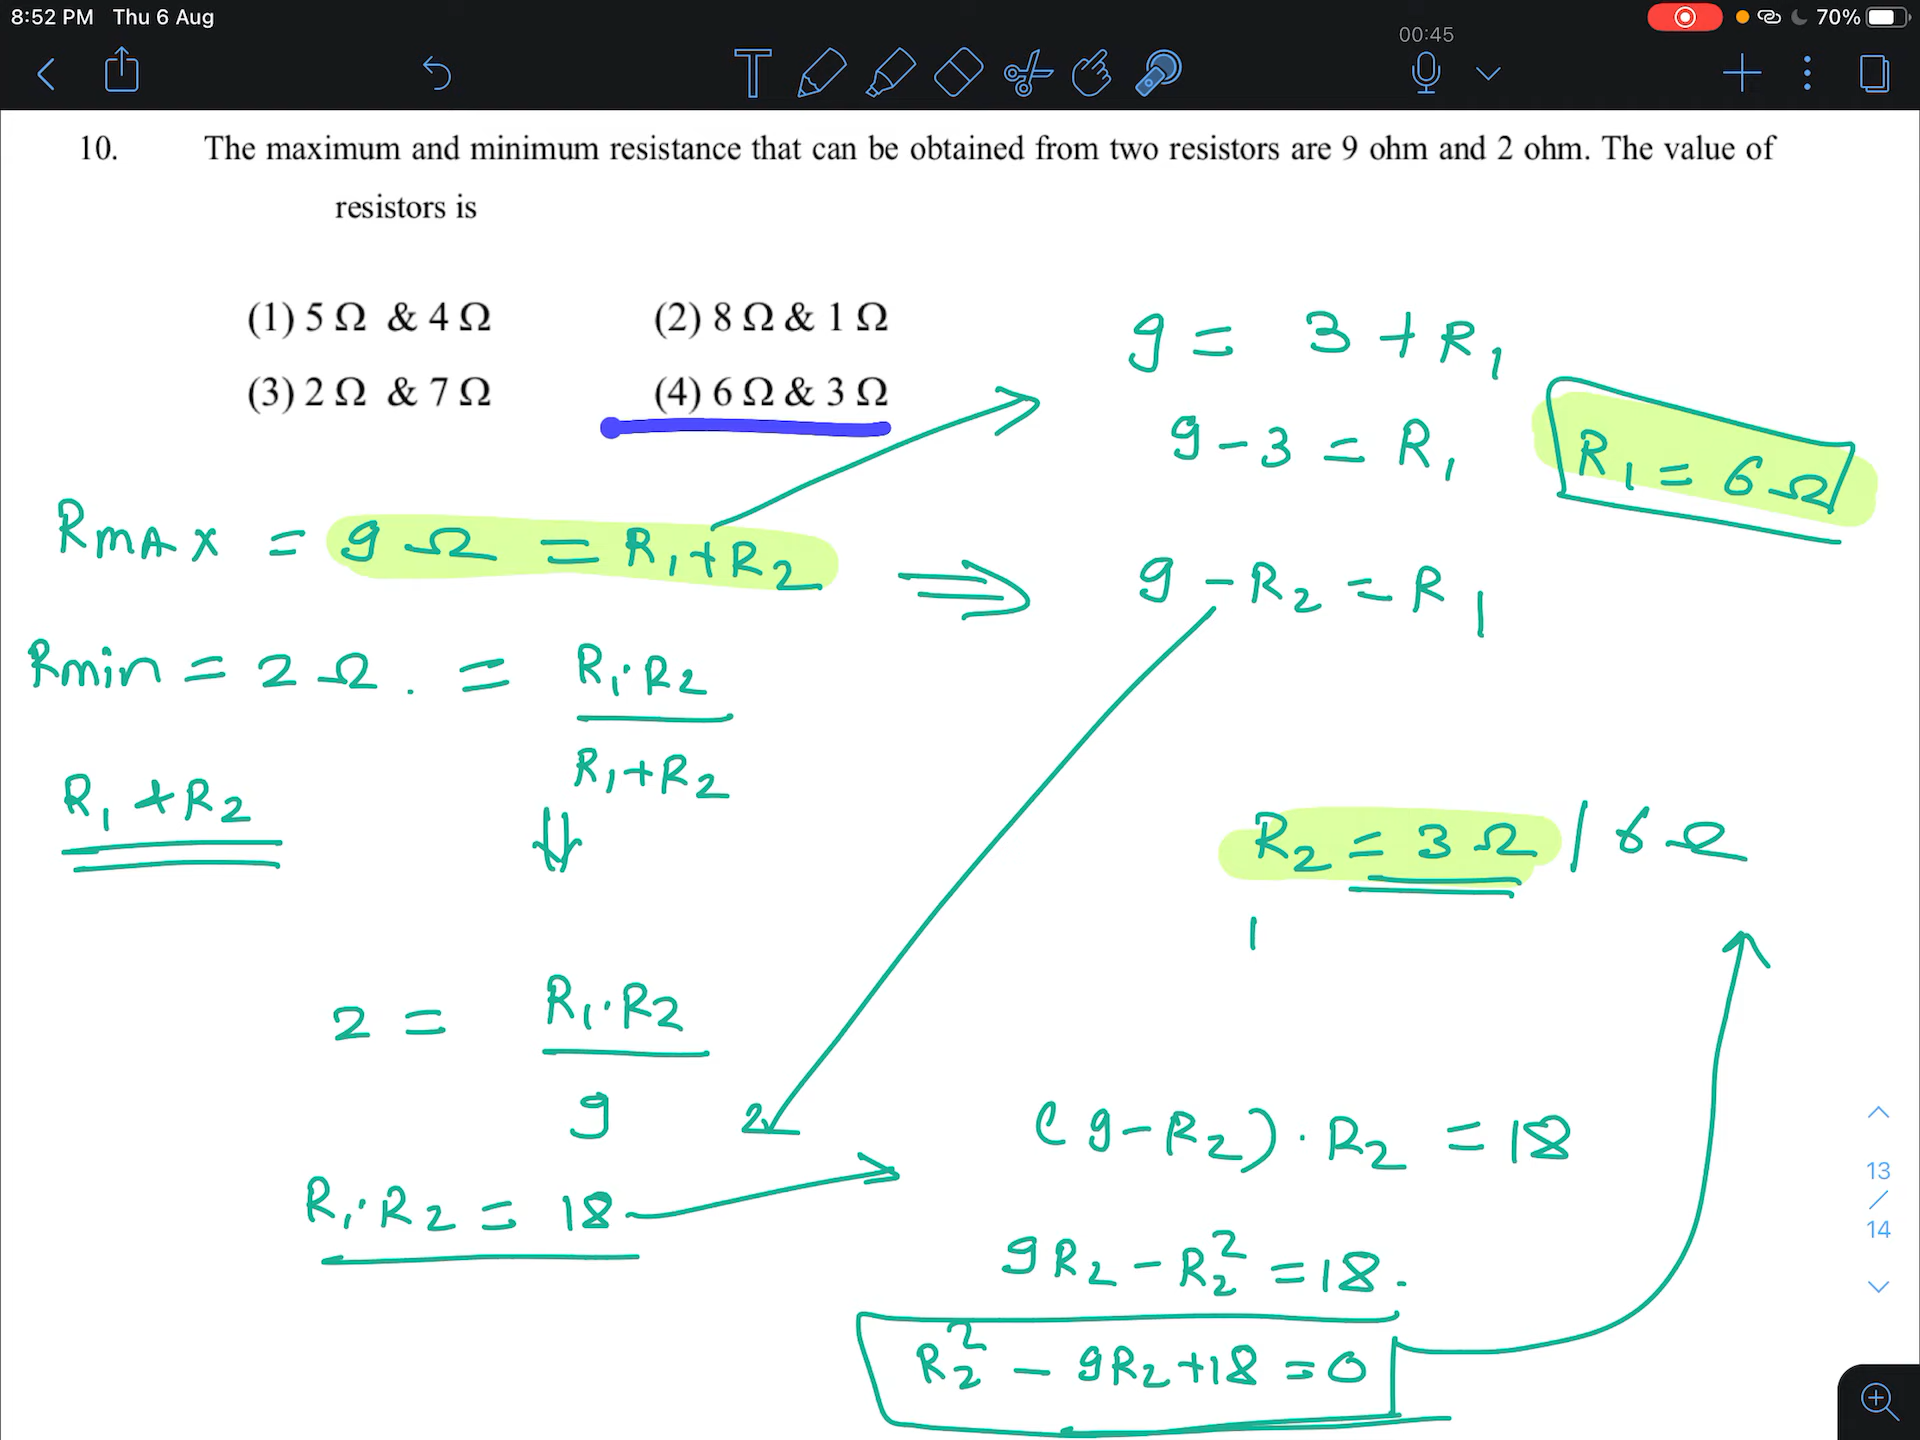 8:52 PM Thu 6 Aug
70%
00:45
10. The maximum and minimum resistance that can be obtained from two resistors are 9 ohm and 2 ohm. The value of
resistors is
(1) 5 Ω & 4 Ω (2) 8 Ω & 1 Ω
(3) 2 Ω & 7 Ω (4) 6 Ω & 3 Ω
9 = 3 + R₁
9 - 3 = R₁
R₁ = 6 Ω
RMAX = 9 Ω = R₁ + R₂
9 - R₂ = R₁
Rmin = 2 Ω. = R₁·R₂
R₁+R₂
R₁ + R₂
R₂ = 3 Ω / 6 Ω
2 = R₁·R₂
9
R₁·R₂ = 18
(9-R₂)·R₂ = 18
9R₂ - R₂² = 18.
R₂² - 9R₂ + 18 = 0
13
/
14